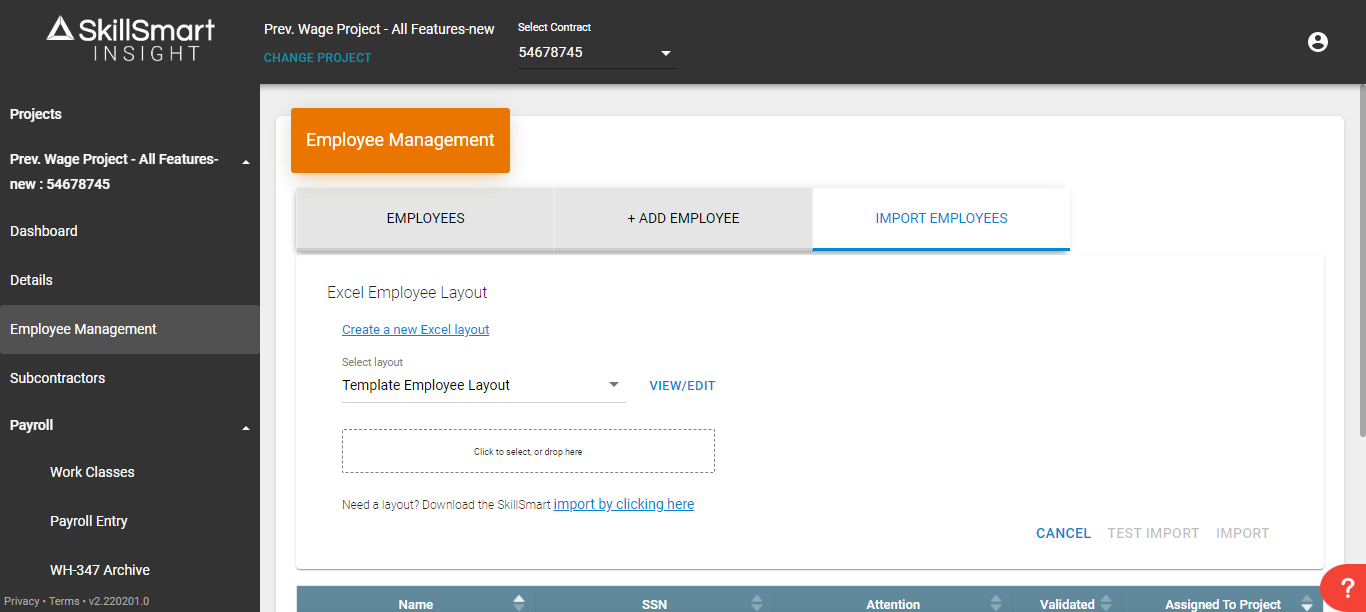 SkillSmart
INSIGHT
Prev. Wage Project - All Features-new
CHANGE PROJECT
Select Contract
54678745
Projects
Prev. Wage Project - All Features-
new : 54678745
Dashboard
Details
Employee Management
Subcontractors
Payroll
Work Classes
Payroll Entry
WH-347 Archive
Privacy • Terms • v2.220201.0
Employee Management
EMPLOYEES
+ ADD EMPLOYEE
IMPORT EMPLOYEES
Excel Employee Layout
Create a new Excel layout
Select layout
Template Employee Layout
VIEW/EDIT
Click to select, or drop here
Need a layout? Download the SkillSmart import by clicking here
CANCEL TEST IMPORT IMPORT
Name SSN Attention Validated Assigned To Project
?